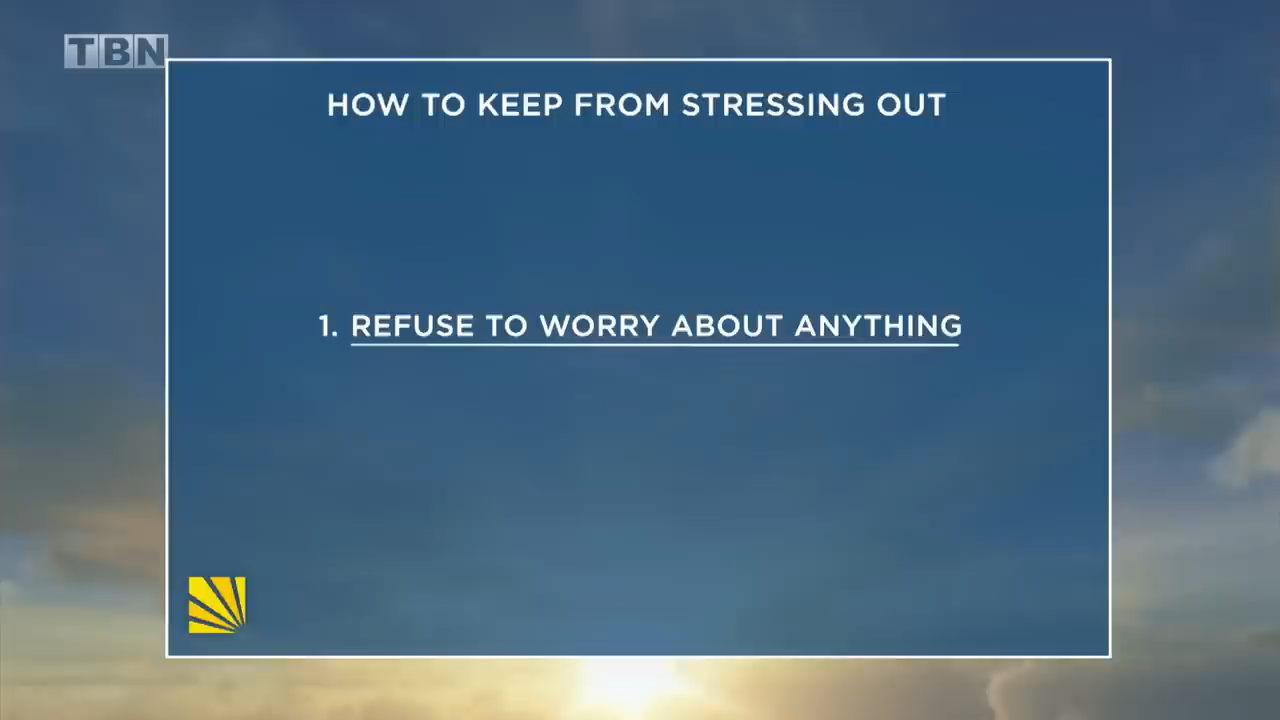 TBN
HOW TO KEEP FROM STRESSING OUT
1. REFUSE TO WORRY ABOUT ANYTHING